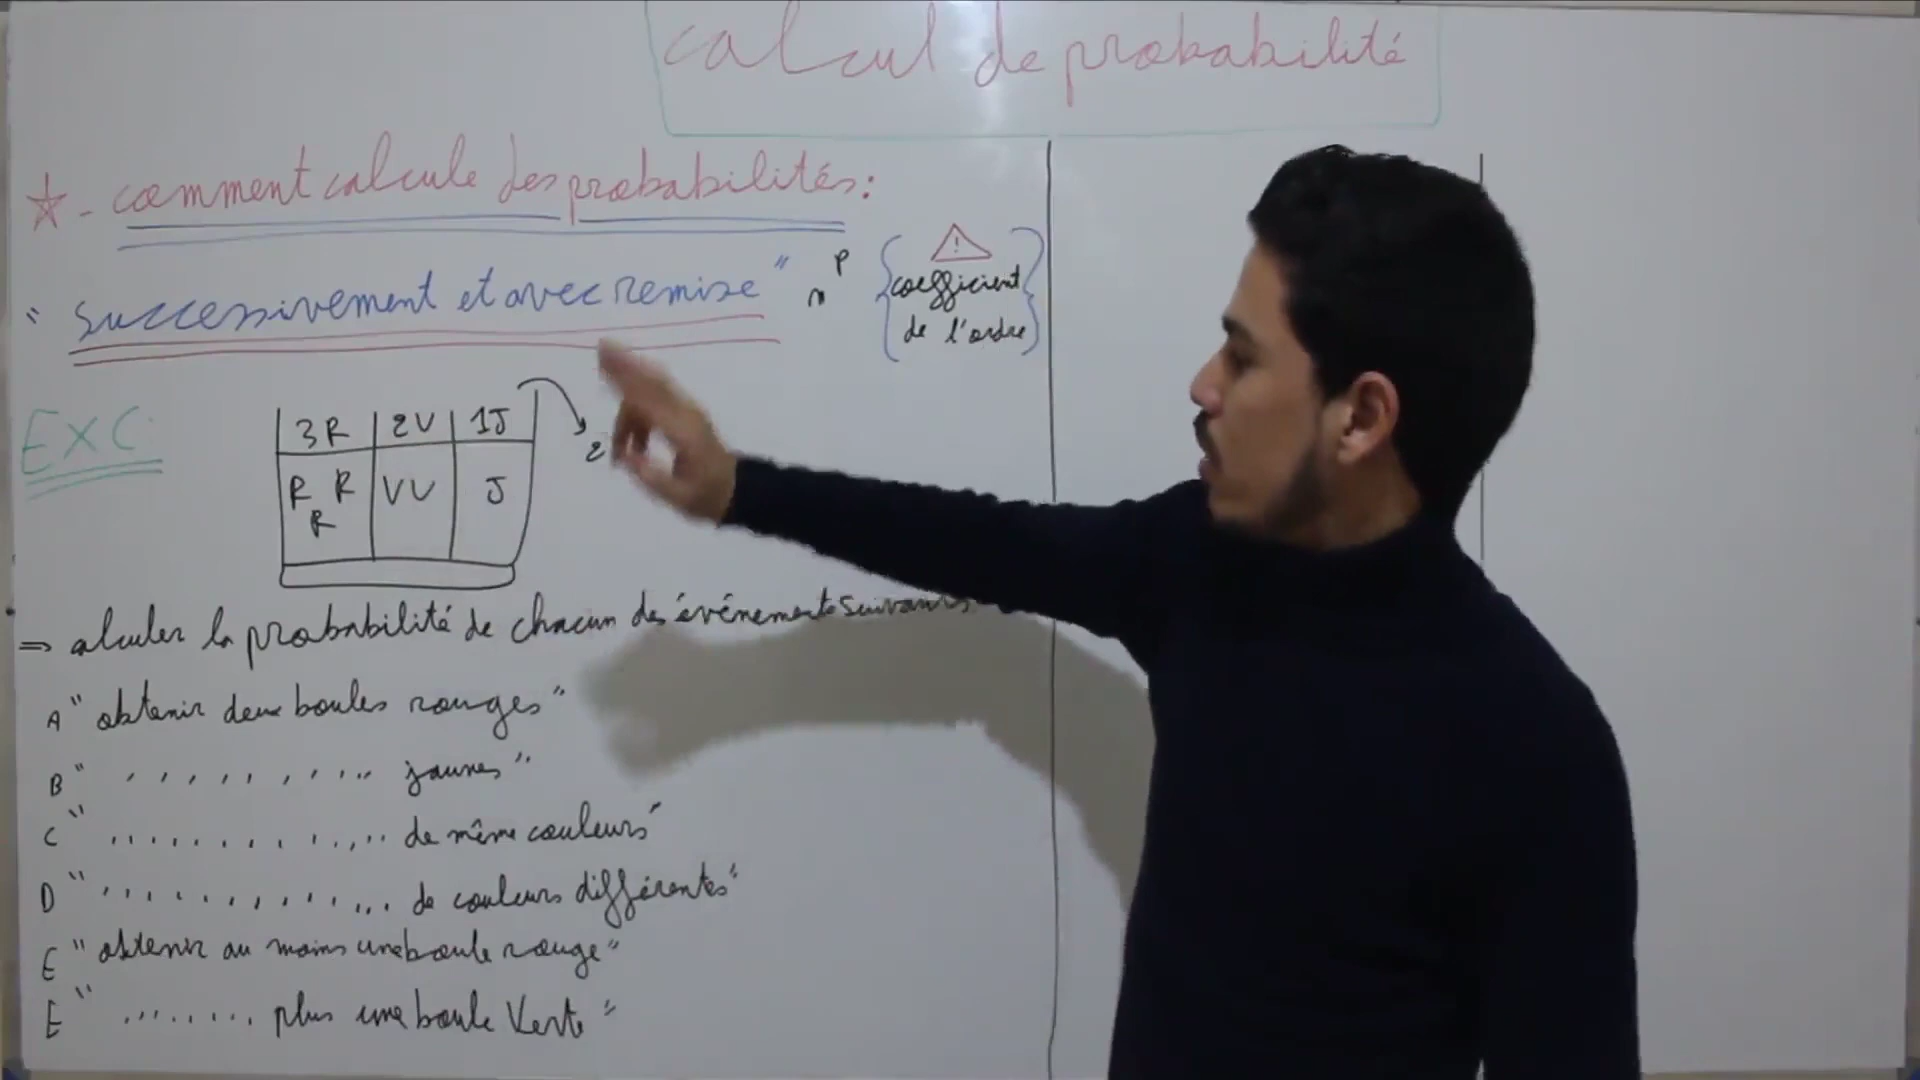 calcul de probabilité
☆ - comment calcule des probabilités:
" successivement et avec remise " n^P { ⚠ coefficient
de l'ordre }
EXC
3R 2V 1J 2
R R VV J
R
⇒ alculer la probabilité de chacun des événements suivants
A " obtenir deux boules rouges "
B " , , , , , , , .. jaunes "
C " . . . . . . . . . . , .. de même couleurs "
D " . . . . . . . . . . ... de couleurs différentes "
E " obtenir au moins une boule rouge "
E " ........ plus une boule Verte "